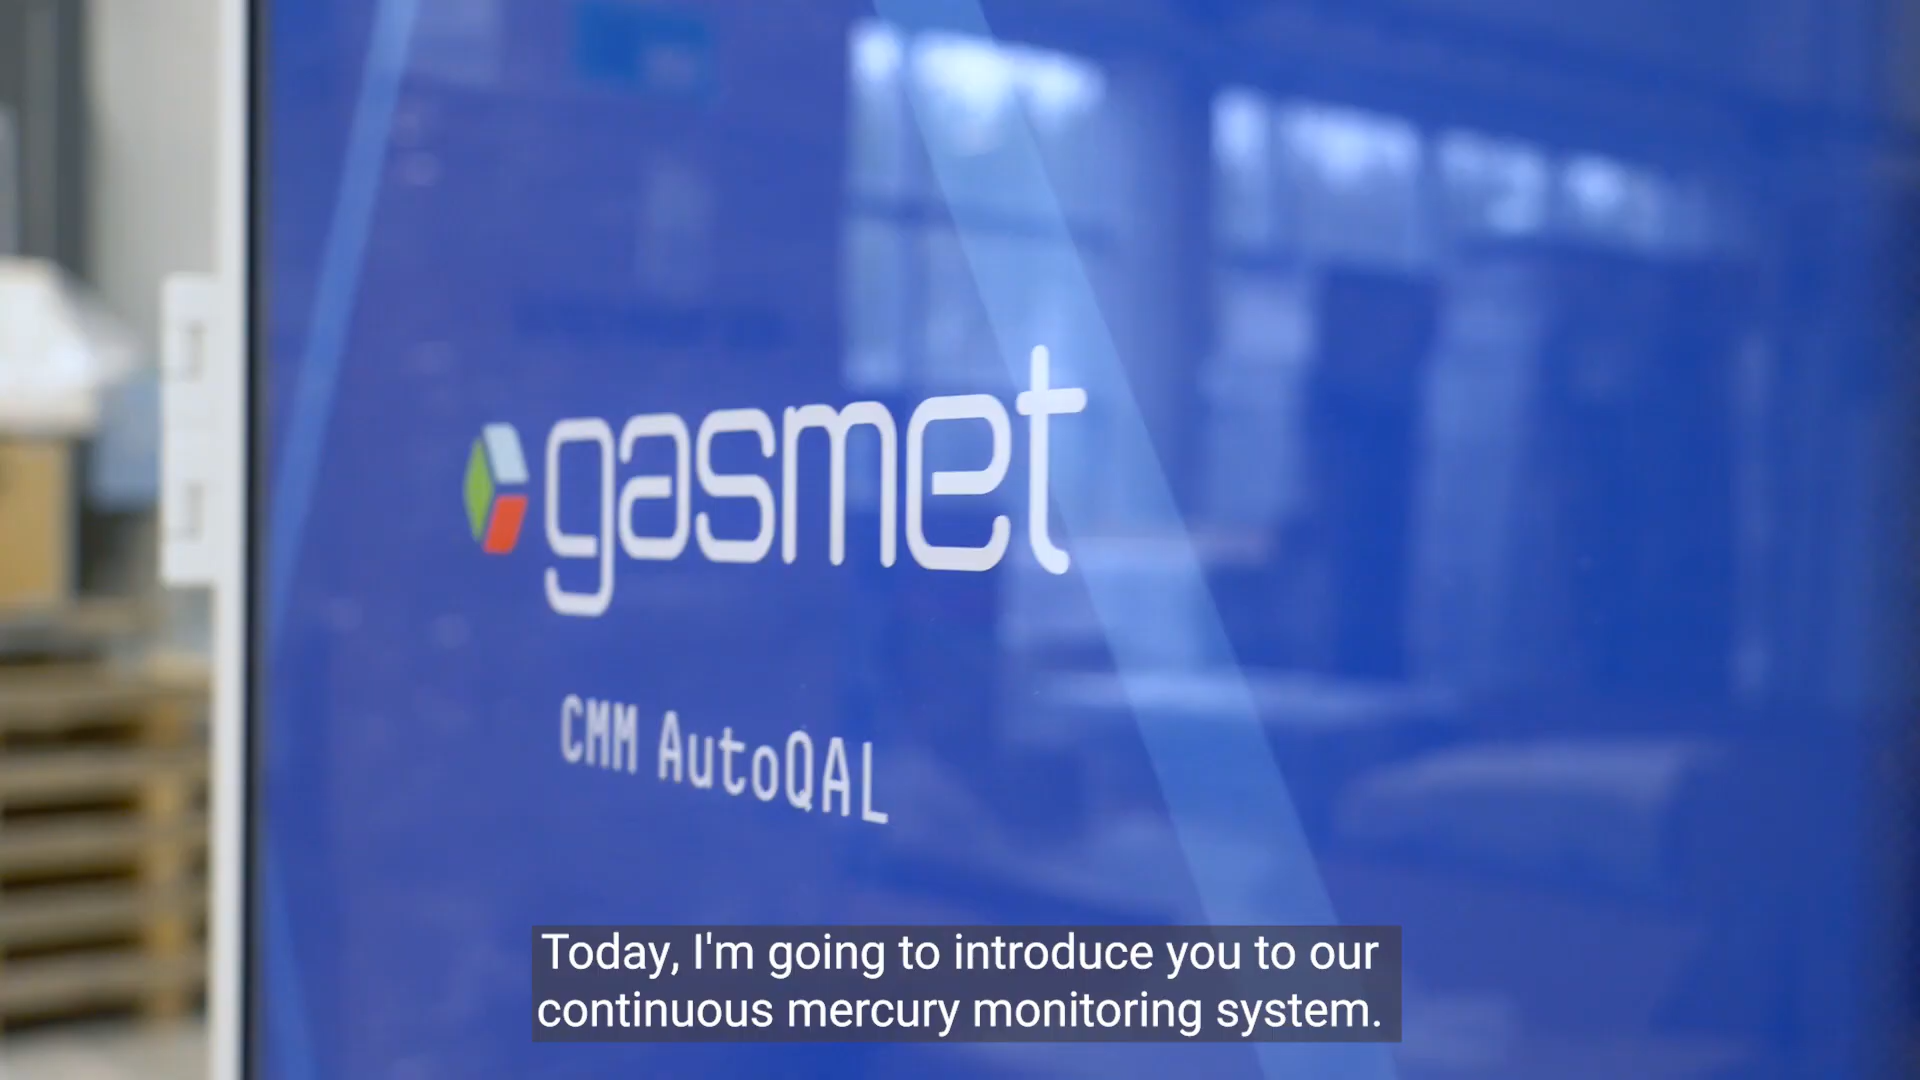 gasmet
CMM AutoQAL
Today, I'm going to introduce you to our
continuous mercury monitoring system.